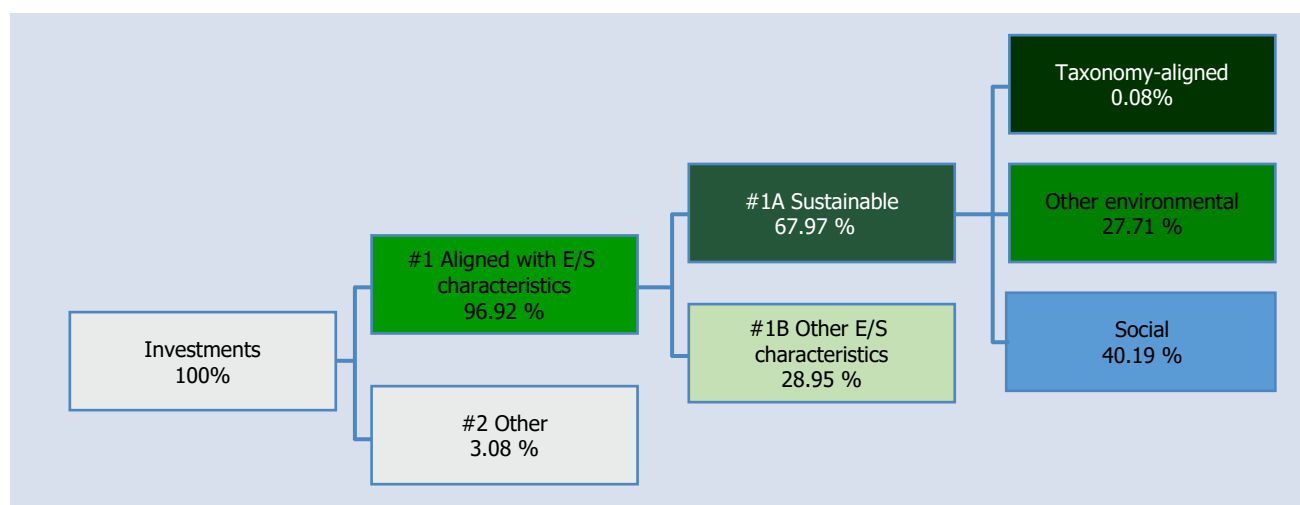 Investments
100%
#1 Aligned with E/S
characteristics
96.92 %
#2 Other
3.08 %
#1A Sustainable
67.97 %
#1B Other E/S
characteristics
28.95 %
Taxonomy-aligned
0.08%
Other environmental
27.71 %
Social
40.19 %